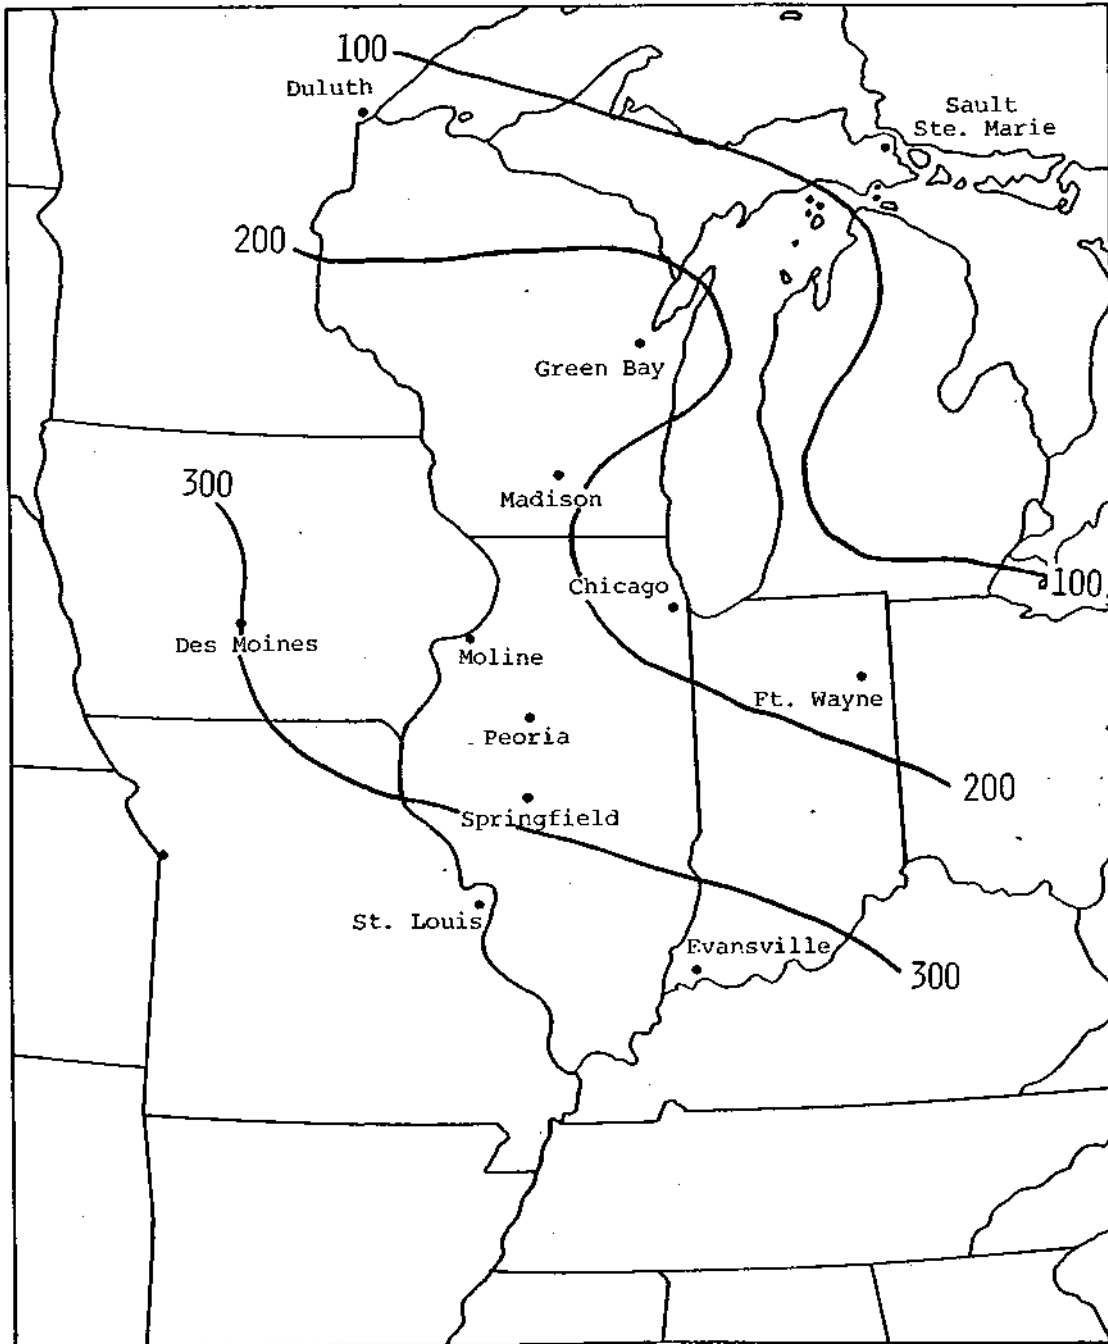 100
Duluth
Sault
Ste. Marie
200
Green Bay
300
Madison
Chicago
100
Des Moines
Moline
Ft. Wayne
Peoria
200
Springfield
St. Louis
Evansville
300